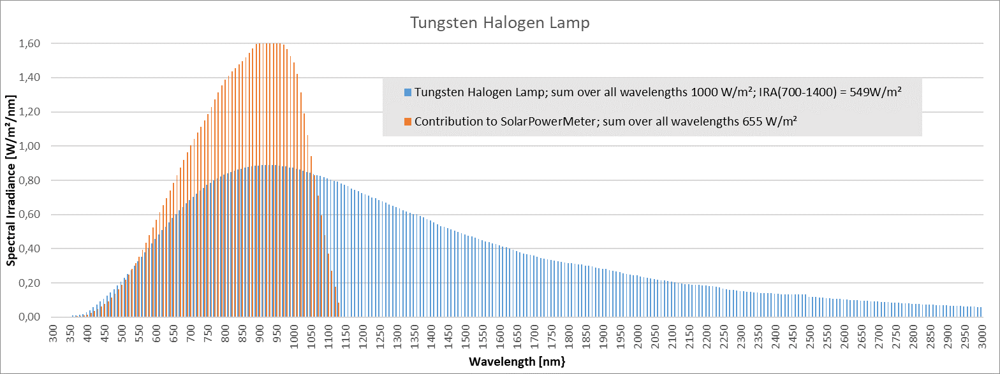 Tungsten Halogen Lamp
Spectral Irradiance [W/m²/nm]
1,60
1,40
1,20
1,00
0,80
0,60
0,40
0,20
0,00
Tungsten Halogen Lamp; sum over all wavelengths 1000 W/m²; IRA(700-1400) = 549W/m²
Contribution to SolarPowerMeter; sum over all wavelengths 655 W/m²
300 350 400 450 500 550 600 650 700 750 800 850 900 950 1000 1050 1100 1150 1200 1250 1300 1350 1400 1450 1500 1550 1600 1650 1700 1750 1800 1850 1900 1950 2000 2050 2100 2150 2200 2250 2300 2350 2400 2450 2500 2550 2600 2650 2700 2750 2800 2850 2900 2950 3000
Wavelength [nm}